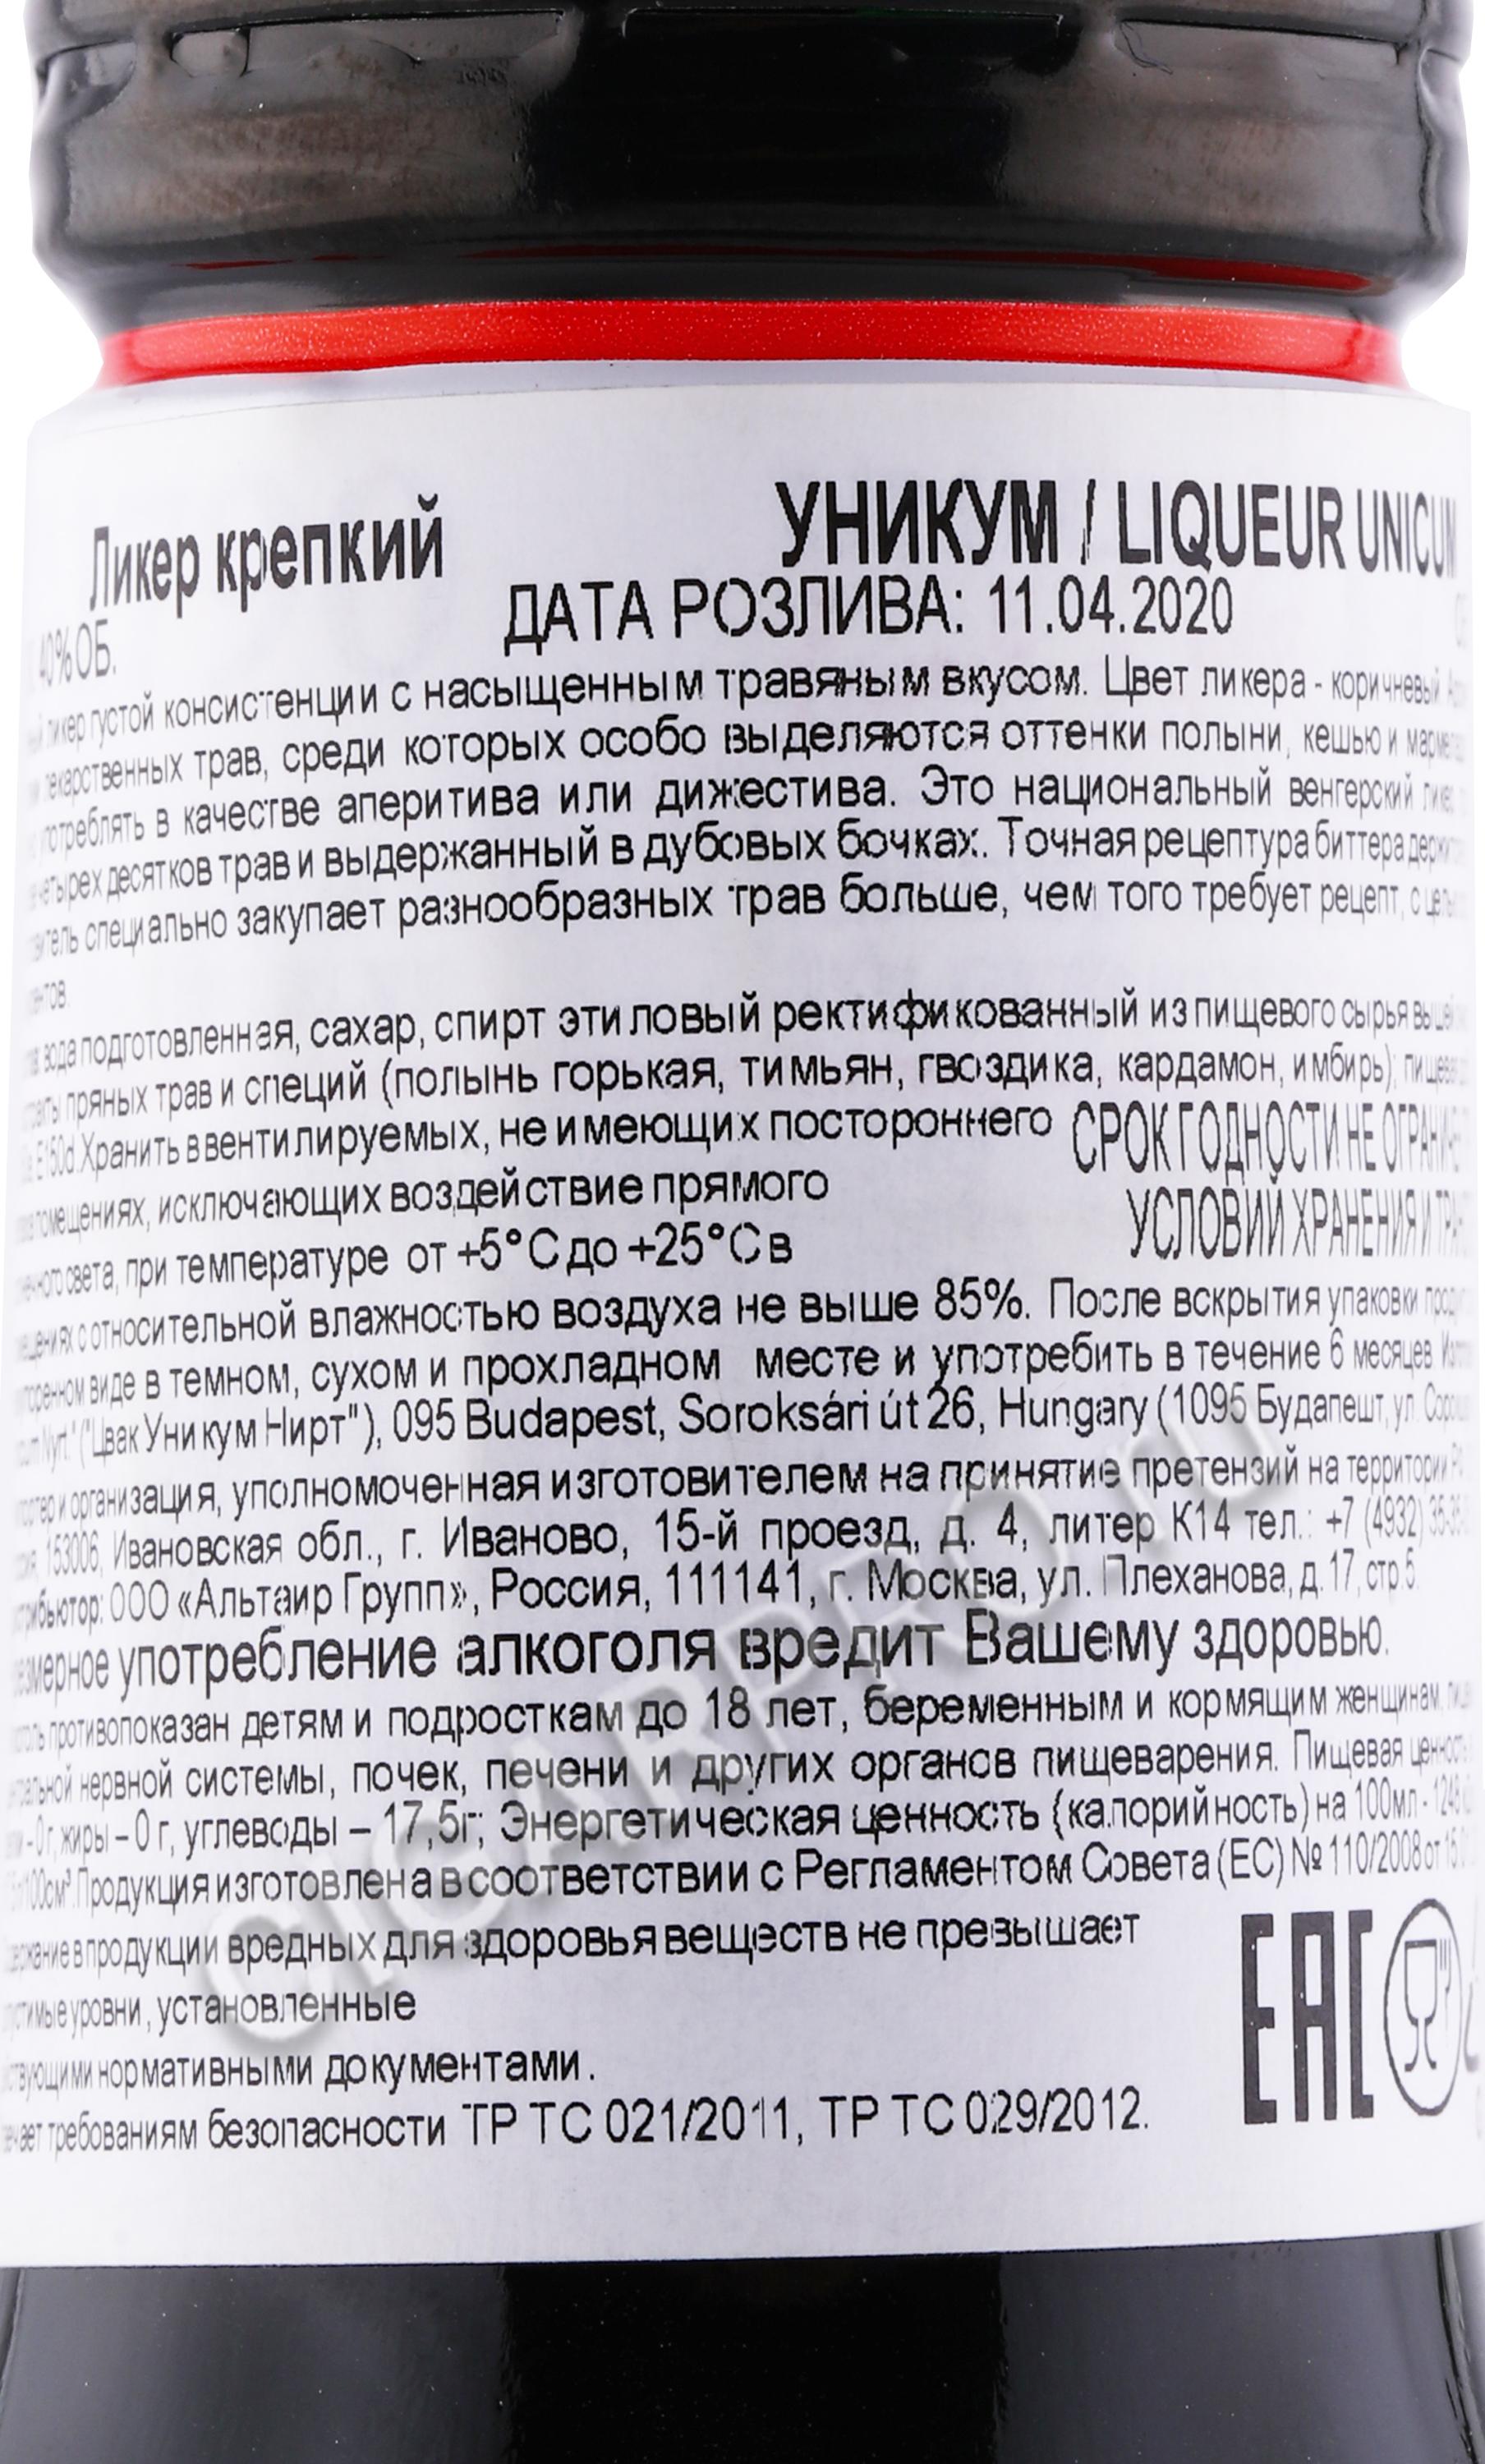 Ликер крепкий УНИКУМ / LIQUEUR UNICUM
40% ОБ. ДАТА РОЗЛИВА: 11.04.2020
ликер густой консистенции с насыщенным травяным вкусом. Цвет ликера - коричневый
лекарственных трав, среди которых особо выделяются оттенки полыни, кешью и
употреблять в качестве аперитива или дижестива. Это национальный венгерский
четырех десятков трав и выдержанный в дубовых бочках. Точная рецептура биттера
специально закупает разнообразных трав больше, чем того требует рецепт, с
вода подготовленная, сахар, спирт этиловый ректификованный из пищевого сырья
пряных трав и специй (полынь горькая, тимьян, гвоздика, кардамон, имбирь),
E150d. Хранить в вентилируемых, не имеющих постороннего СРОК ГОДНОСТИ НЕ
помещениях, исключающих воздействие прямого УСЛОВИЙ ХРАНЕНИЯ И
света, при температуре от +5°С до +25°С в
с относительной влажностью воздуха не выше 85%. После вскрытия упаковки
виде в темном, сухом и прохладном месте и употребить в течение 6 месяцев.
Nyrt." ("Цвак Уникум Нирт"), 095 Budapest, Soroksári út 26, Hungary (1095 Будапешт, ул.
и организация, уполномоченная изготовителем на принятие претензий на территории
153006, Ивановская обл., г. Иваново, 15-й проезд, д. 4, литер К14 тел.: +7 (4932)
ООО «Альтаир Групп», Россия, 111141, г. Москва, ул. Плеханова, д. 17, стр 5.
употребление алкоголя вредит Вашему здоровью.
противопоказан детям и подросткам до 18 лет, беременным и кормящим женщинам,
нервной системы, почек, печени и других органов пищеварения. Пищевая ценность
- 0 г, жиры – 0 г, углеводы – 17,5г; Энергетическая ценность (калорийность) на 100мл -
Продукция изготовлена в соответствии с Регламентом Совета (ЕС) № 110/2008 от
в продукции вредных для здоровья веществ не превышает
уровни, установленные
нормативными документами.
требованиям безопасности ТР ТС 021/2011, ТР ТС 029/2012.
EAC
CIGARPRO.ru